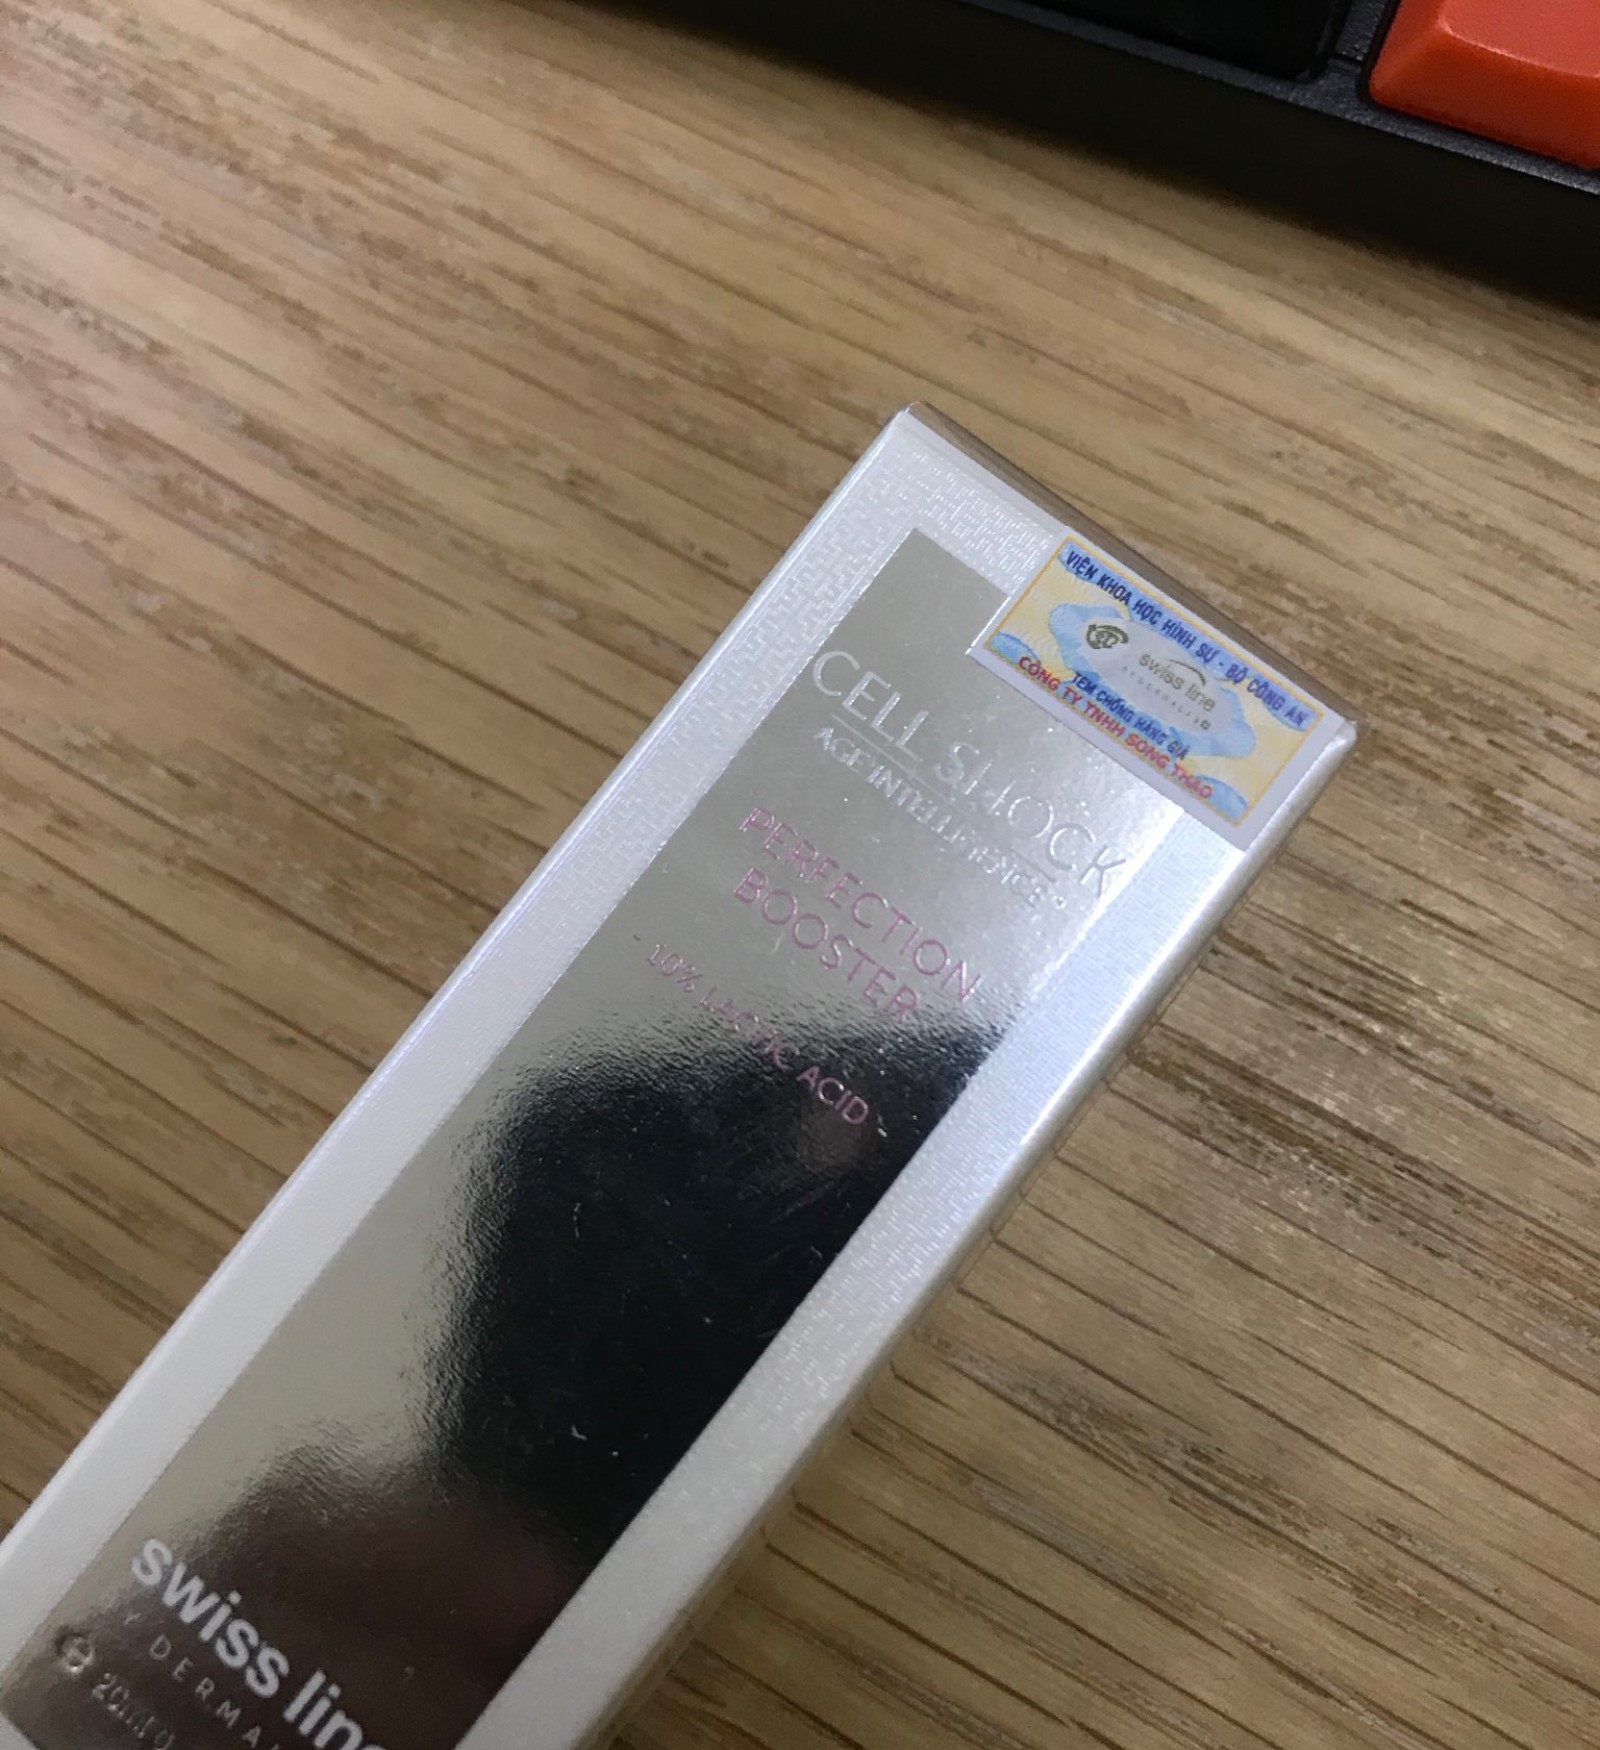 VIỆN KHOA HỌC HÌNH SỰ - BỘ CÔNG AN
swiss line
TEM CHỐNG HÀNG GIẢ
CÔNG TY TNHH SONG THẢO
CELL SHOCK
AGE INTELLIGENCE
PERFECTION
BOOSTER
- 10% LACTIC ACID -
swiss line
20ml